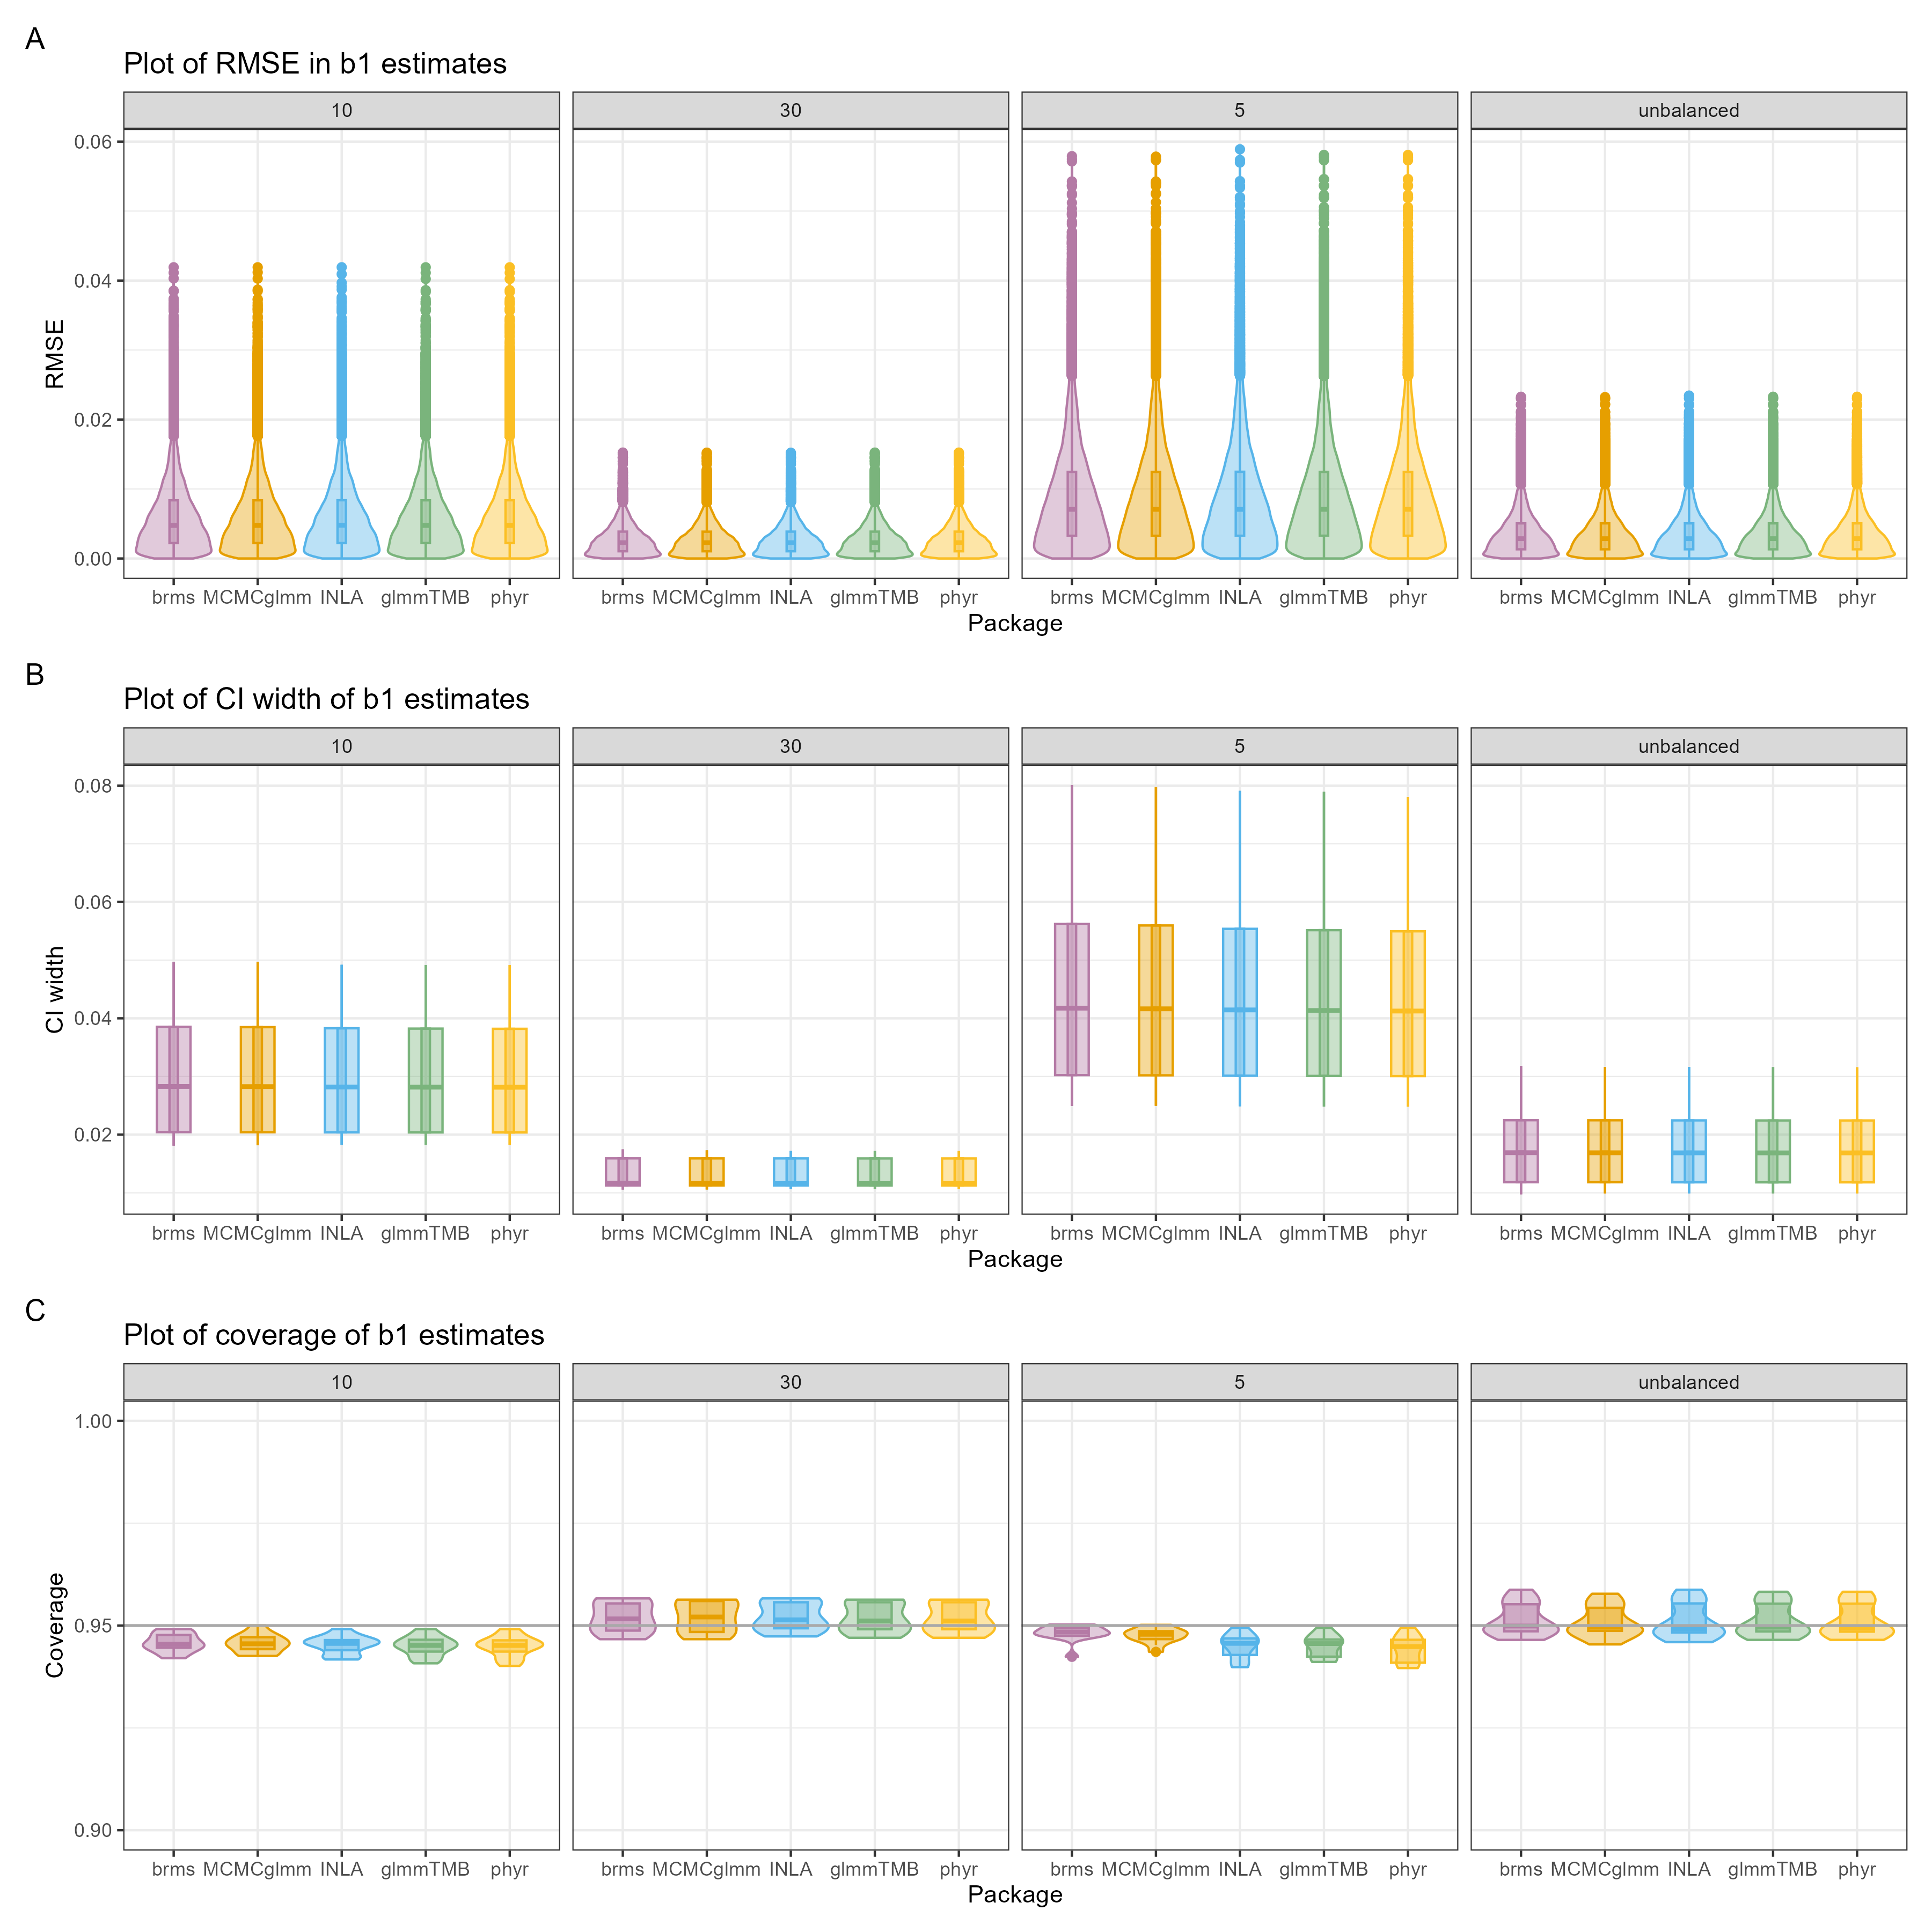 A
Plot of RMSE in b1 estimates
10 30 5 unbalanced
0.06
0.04
0.02
0.00
RMSE
brms MCMCglmm INLA glmmTMB phyr brms MCMCglmm INLA glmmTMB phyr brms MCMCglmm INLA glmmTMB phyr brms MCMCglmm INLA glmmTMB phyr
Package
B
Plot of CI width of b1 estimates
10 30 5 unbalanced
0.08
0.06
0.04
0.02
CI width
brms MCMCglmm INLA glmmTMB phyr brms MCMCglmm INLA glmmTMB phyr brms MCMCglmm INLA glmmTMB phyr brms MCMCglmm INLA glmmTMB phyr
Package
C
Plot of coverage of b1 estimates
10 30 5 unbalanced
1.00
0.95
0.90
Coverage
brms MCMCglmm INLA glmmTMB phyr brms MCMCglmm INLA glmmTMB phyr brms MCMCglmm INLA glmmTMB phyr brms MCMCglmm INLA glmmTMB phyr
Package